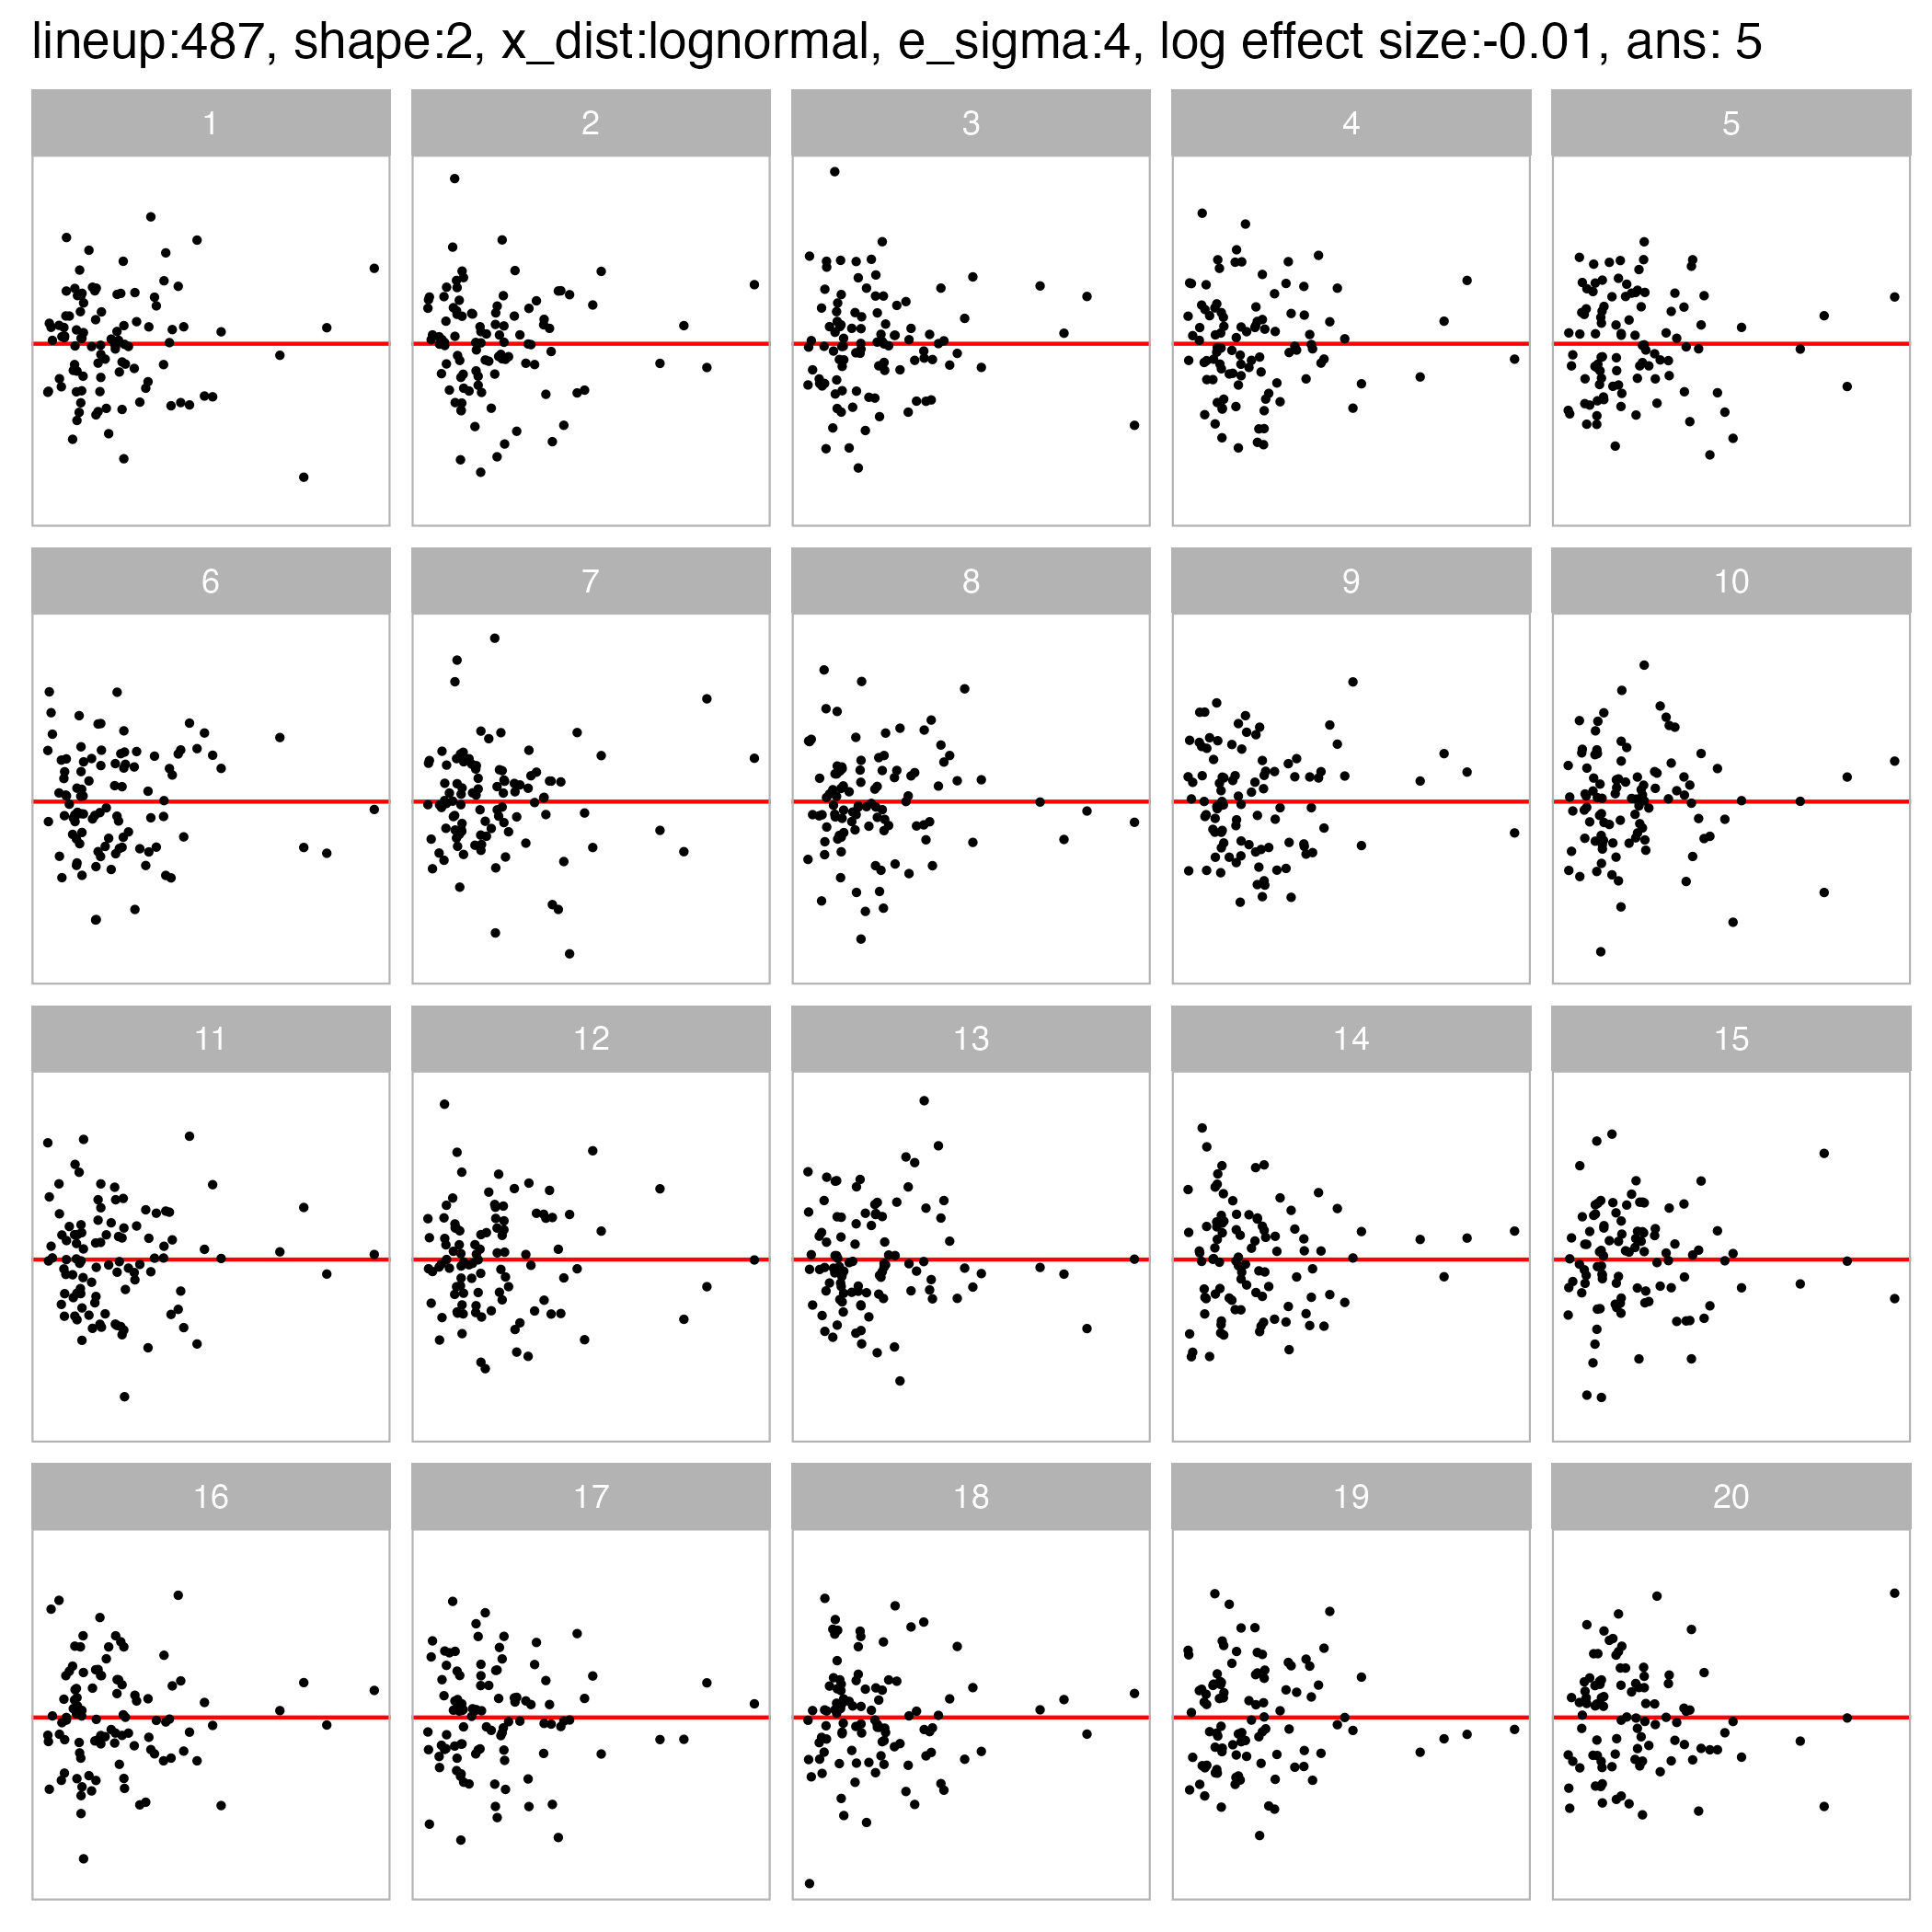 lineup:487, shape:2, x_dist:lognormal, e_sigma:4, log effect size:-0.01, ans: 5
1 2 3 4 5
6 7 8 9 10
11 12 13 14 15
16 17 18 19 20